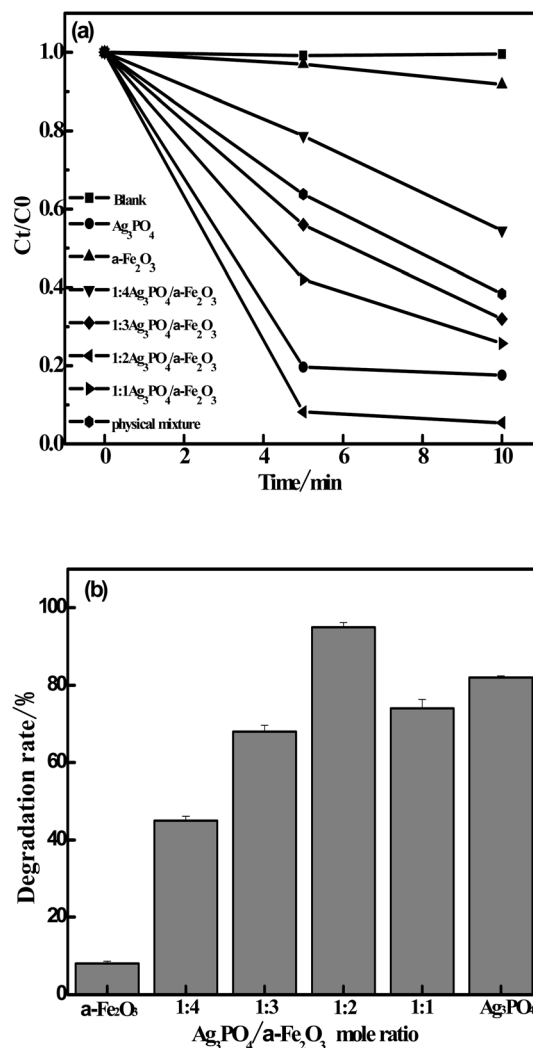 (a)
1.0
0.8
0.6
0.4
0.2
0.0
Ct/C0
Blank
Ag₃PO₄
a-Fe₂O₃
1:4Ag₃PO₄/a-Fe₂O₃
1:3Ag₃PO₄/a-Fe₂O₃
1:2Ag₃PO₄/a-Fe₂O₃
1:1Ag₃PO₄/a-Fe₂O₃
physical mixture
0 2 4 6 8 10
Time/min
(b)
100
80
60
40
20
0
Degradation rate/%
a-Fe₂O₃ 1:4 1:3 1:2 1:1 Ag₃PO₄
Ag₃PO₄/a-Fe₂O₃ mole ratio